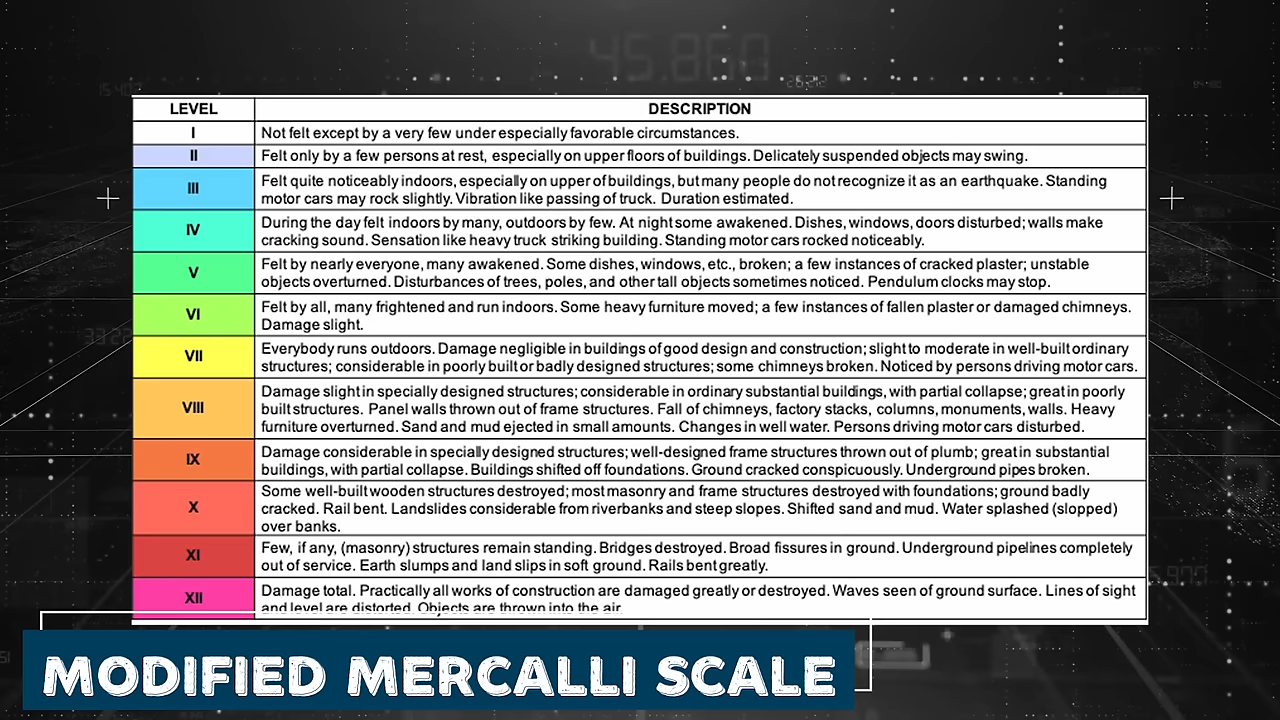 45.860
26.212
15.402
LEVEL DESCRIPTION
I Not felt except by a very few under especially favorable circumstances.
II Felt only by a few persons at rest, especially on upper floors of buildings. Delicately suspended objects may swing.
III Felt quite noticeably indoors, especially on upper of buildings, but many people do not recognize it as an earthquake. Standing
motor cars may rock slightly. Vibration like passing of truck. Duration estimated.
IV During the day felt indoors by many, outdoors by few. At night some awakened. Dishes, windows, doors disturbed; walls make
cracking sound. Sensation like heavy truck striking building. Standing motor cars rocked noticeably.
V Felt by nearly everyone, many awakened. Some dishes, windows, etc., broken; a few instances of cracked plaster; unstable
objects overturned. Disturbances of trees, poles, and other tall objects sometimes noticed. Pendulum clocks may stop.
VI Felt by all, many frightened and run indoors. Some heavy furniture moved; a few instances of fallen plaster or damaged chimneys.
Damage slight.
VII Everybody runs outdoors. Damage negligible in buildings of good design and construction; slight to moderate in well-built ordinary
structures; considerable in poorly built or badly designed structures; some chimneys broken. Noticed by persons driving motor cars.
VIII Damage slight in specially designed structures; considerable in ordinary substantial buildings, with partial collapse; great in poorly
built structures. Panel walls thrown out of frame structures. Fall of chimneys, factory stacks, columns, monuments, walls. Heavy
furniture overturned. Sand and mud ejected in small amounts. Changes in well water. Persons driving motor cars disturbed.
IX Damage considerable in specially designed structures; well-designed frame structures thrown out of plumb; great in substantial
buildings, with partial collapse. Buildings shifted off foundations. Ground cracked conspicuously. Underground pipes broken.
X Some well-built wooden structures destroyed; most masonry and frame structures destroyed with foundations; ground badly
cracked. Rail bent. Landslides considerable from riverbanks and steep slopes. Shifted sand and mud. Water splashed (slopped)
over banks.
XI Few, if any, (masonry) structures remain standing. Bridges destroyed. Broad fissures in ground. Underground pipelines completely
out of service. Earth slumps and land slips in soft ground. Rails bent greatly.
XII Damage total. Practically all works of construction are damaged greatly or destroyed. Waves seen of ground surface. Lines of sight
and level are distorted. Objects are thrown into the air.
MODIFIED MERCALLI SCALE